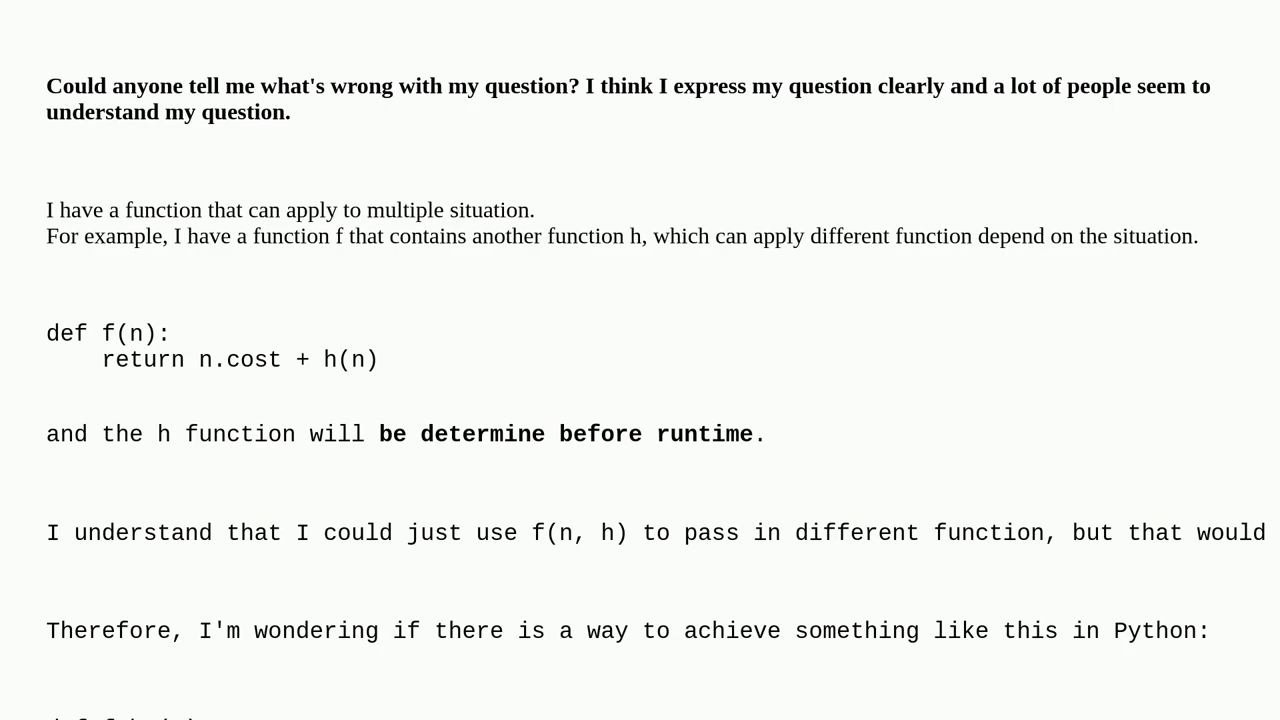 Could anyone tell me what's wrong with my question? I think I express my question clearly and a lot of people seem to
understand my question.
I have a function that can apply to multiple situation.
For example, I have a function f that contains another function h, which can apply different function depend on the situation.
def f(n):
    return n.cost + h(n)
and the h function will be determine before runtime.
I understand that I could just use f(n, h) to pass in different function, but that would
Therefore, I'm wondering if there is a way to achieve something like this in Python: